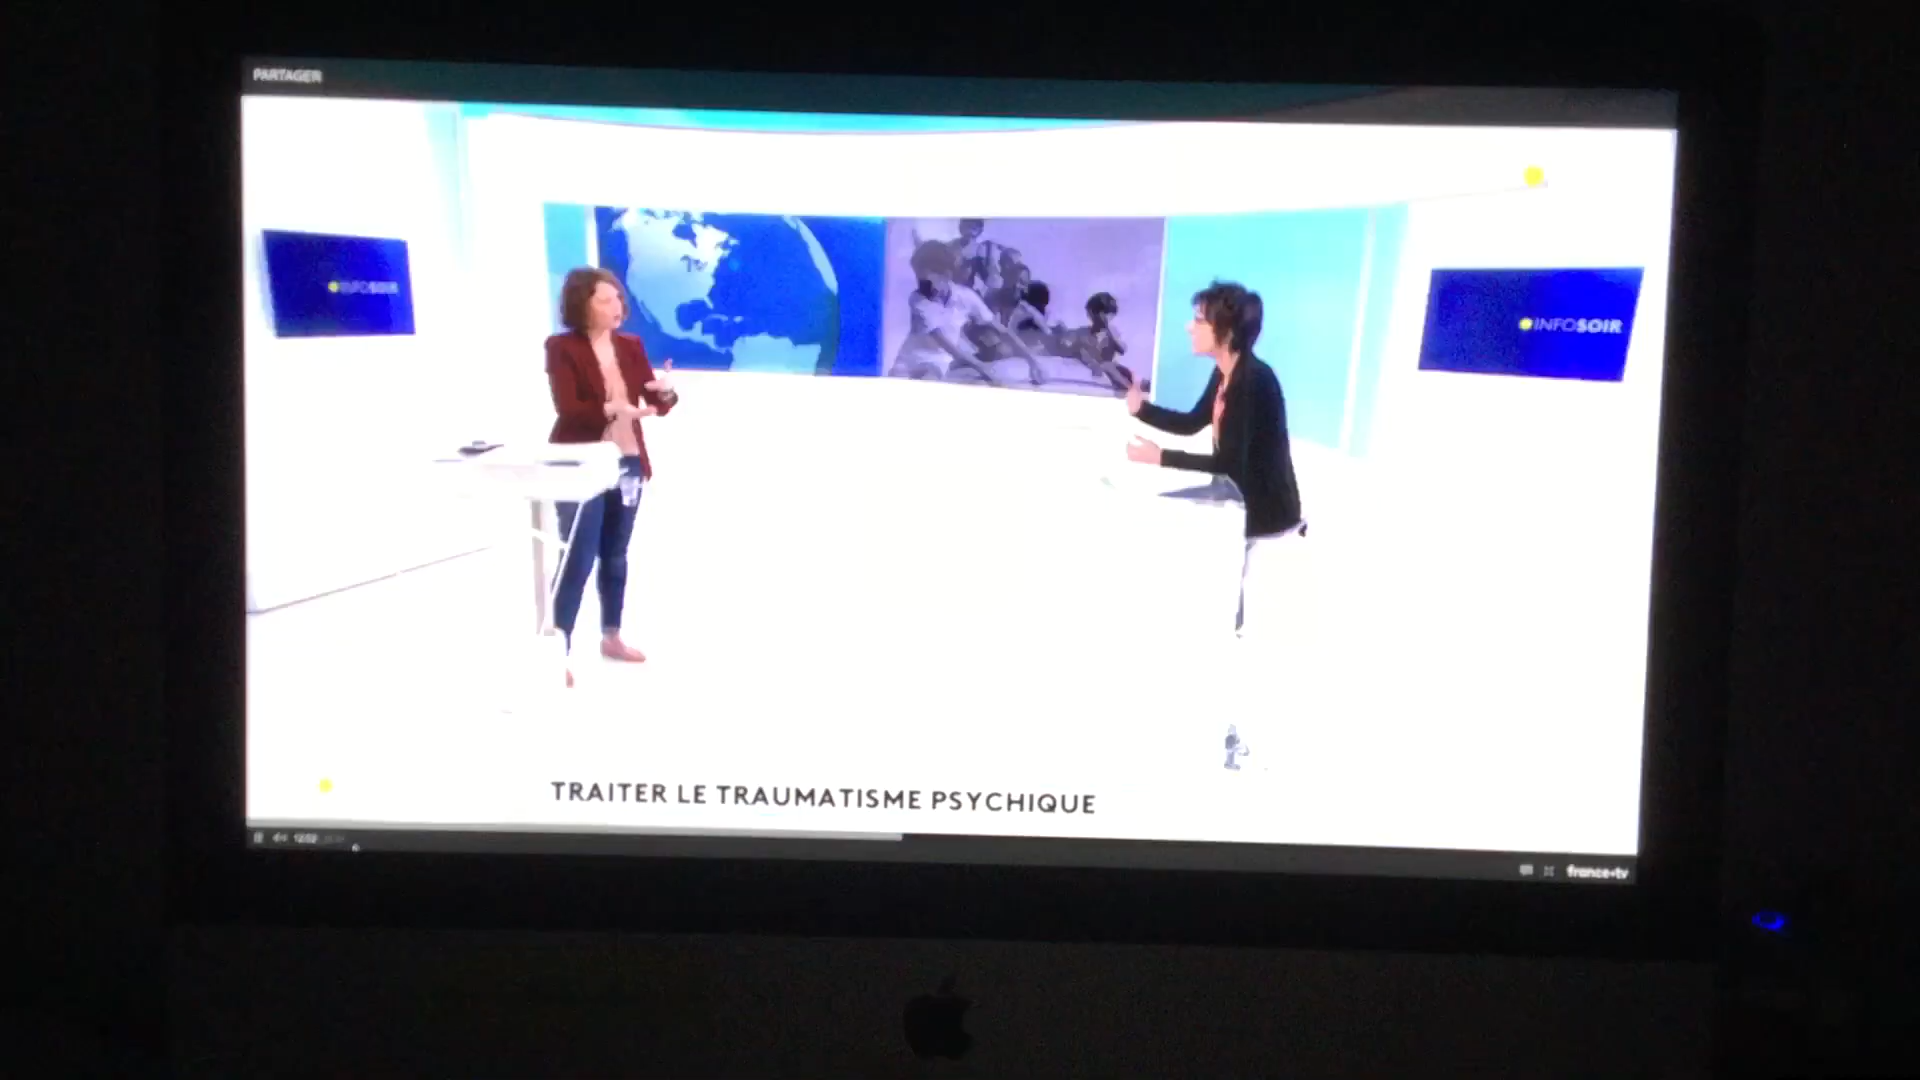 PARTAGER
INFOSOIR
INFOSOIR
TRAITER LE TRAUMATISME PSYCHIQUE
france•tv